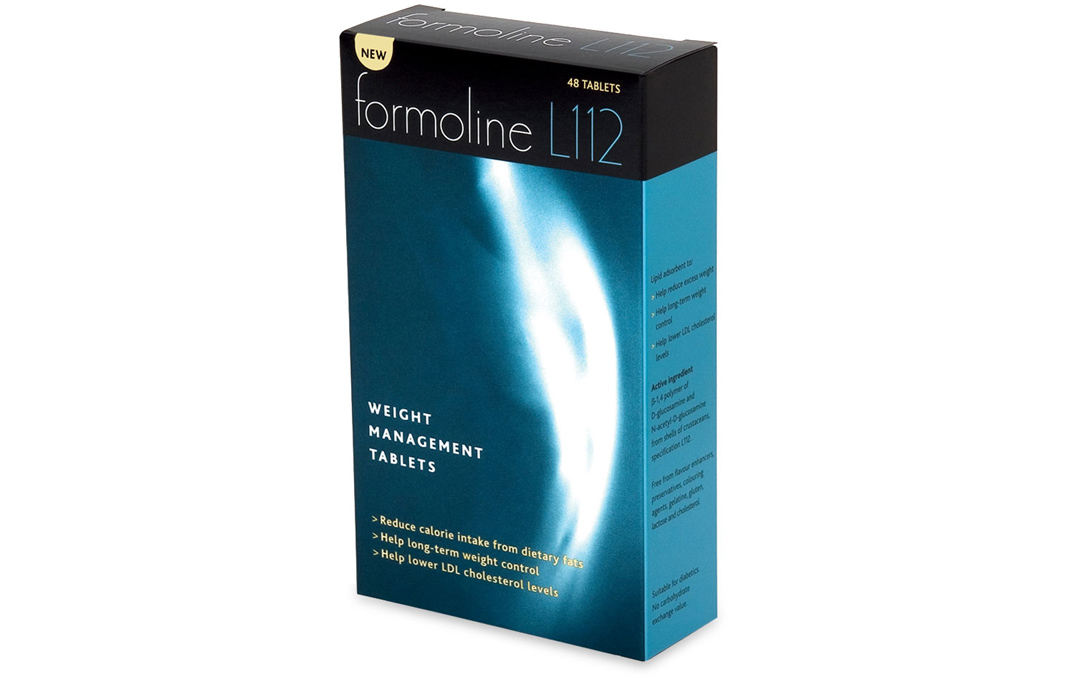 formoline L112
NEW
48 TABLETS
formoline L112
WEIGHT
MANAGEMENT
TABLETS
> Reduce calorie intake from dietary fats
> Help long-term weight control
> Help lower LDL cholesterol levels
Lipid adsorbent to:
> Help reduce excess weight
> Help long-term weight
control
> Help lower LDL cholesterol
levels
Active ingredient
β-1,4 polymer of
D-glucosamine and
N-acetyl-D-glucosamine
from shells of crustaceans,
specification L112.
Free from flavour enhancers,
preservatives, colouring
agents, gelatine, gluten,
lactose and cholesterol.
Suitable for diabetics.
No carbohydrate
exchange value.